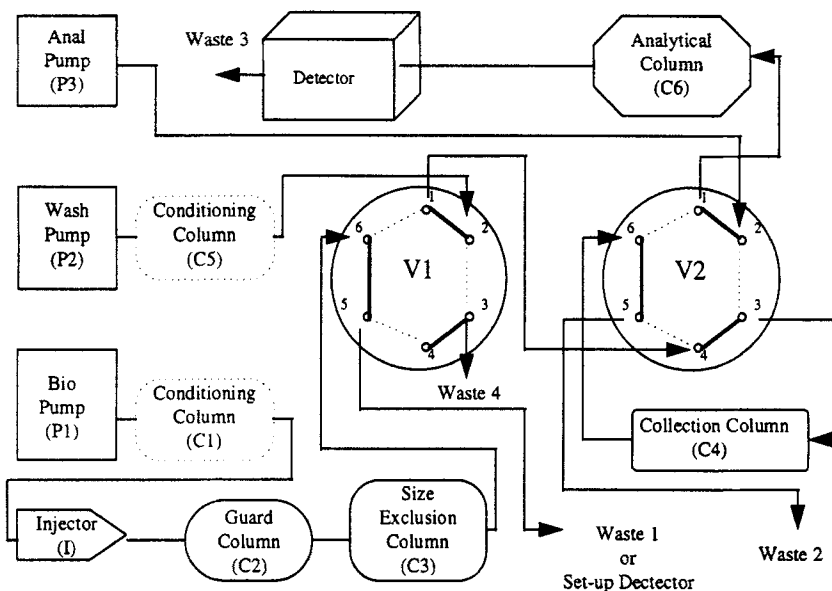 Anal
Pump
(P3)
Waste 3
Detector
Analytical
Column
(C6)
Wash
Pump
(P2)
Conditioning
Column
(C5)
1
2
3
4
5
6
V1
1
2
3
4
5
6
V2
Bio
Pump
(P1)
Conditioning
Column
(C1)
Waste 4
Collection Column
(C4)
Injector
(I)
Guard
Column
(C2)
Size
Exclusion
Column
(C3)
Waste 1
or
Set-up Dectector
Waste 2